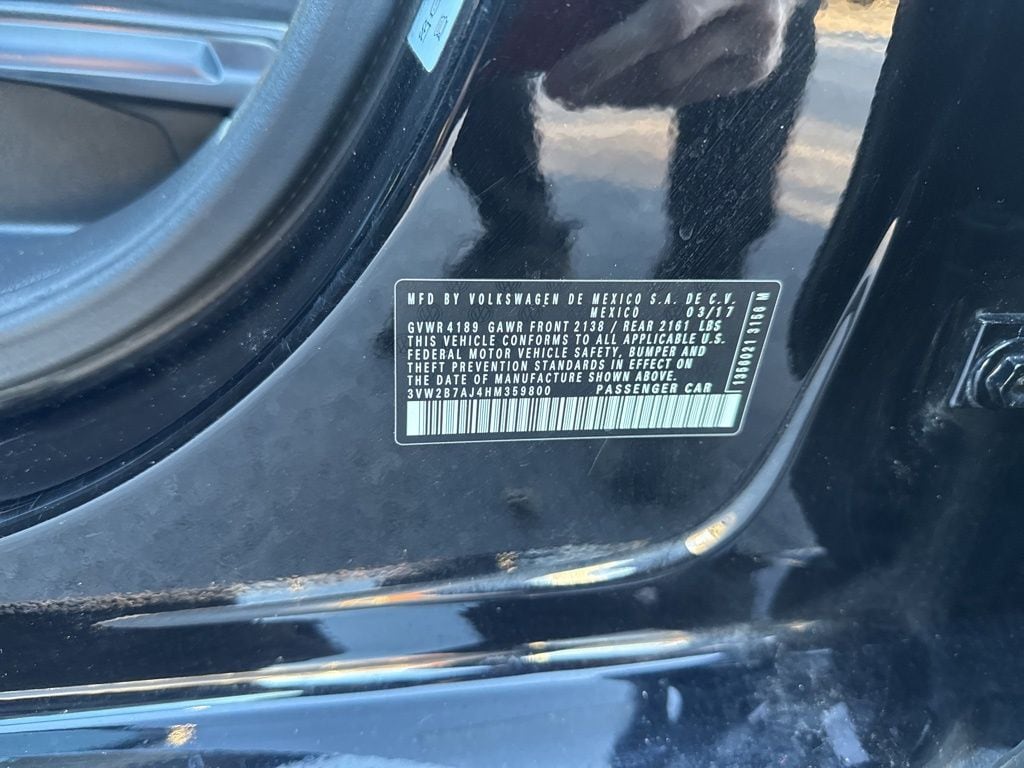 MFD BY VOLKSWAGEN DE MEXICO S.A. DE C.V.
MEXICO 03/17
GVWR 4189 GAWR FRONT 2138 / REAR 2161 LBS
THIS VEHICLE CONFORMS TO ALL APPLICABLE U.S.
FEDERAL MOTOR VEHICLE SAFETY, BUMPER AND
THEFT PREVENTION STANDARDS IN EFFECT ON
THE DATE OF MANUFACTURE SHOWN ABOVE.
3VW2B7AJ4HM359800 PASSENGER CAR